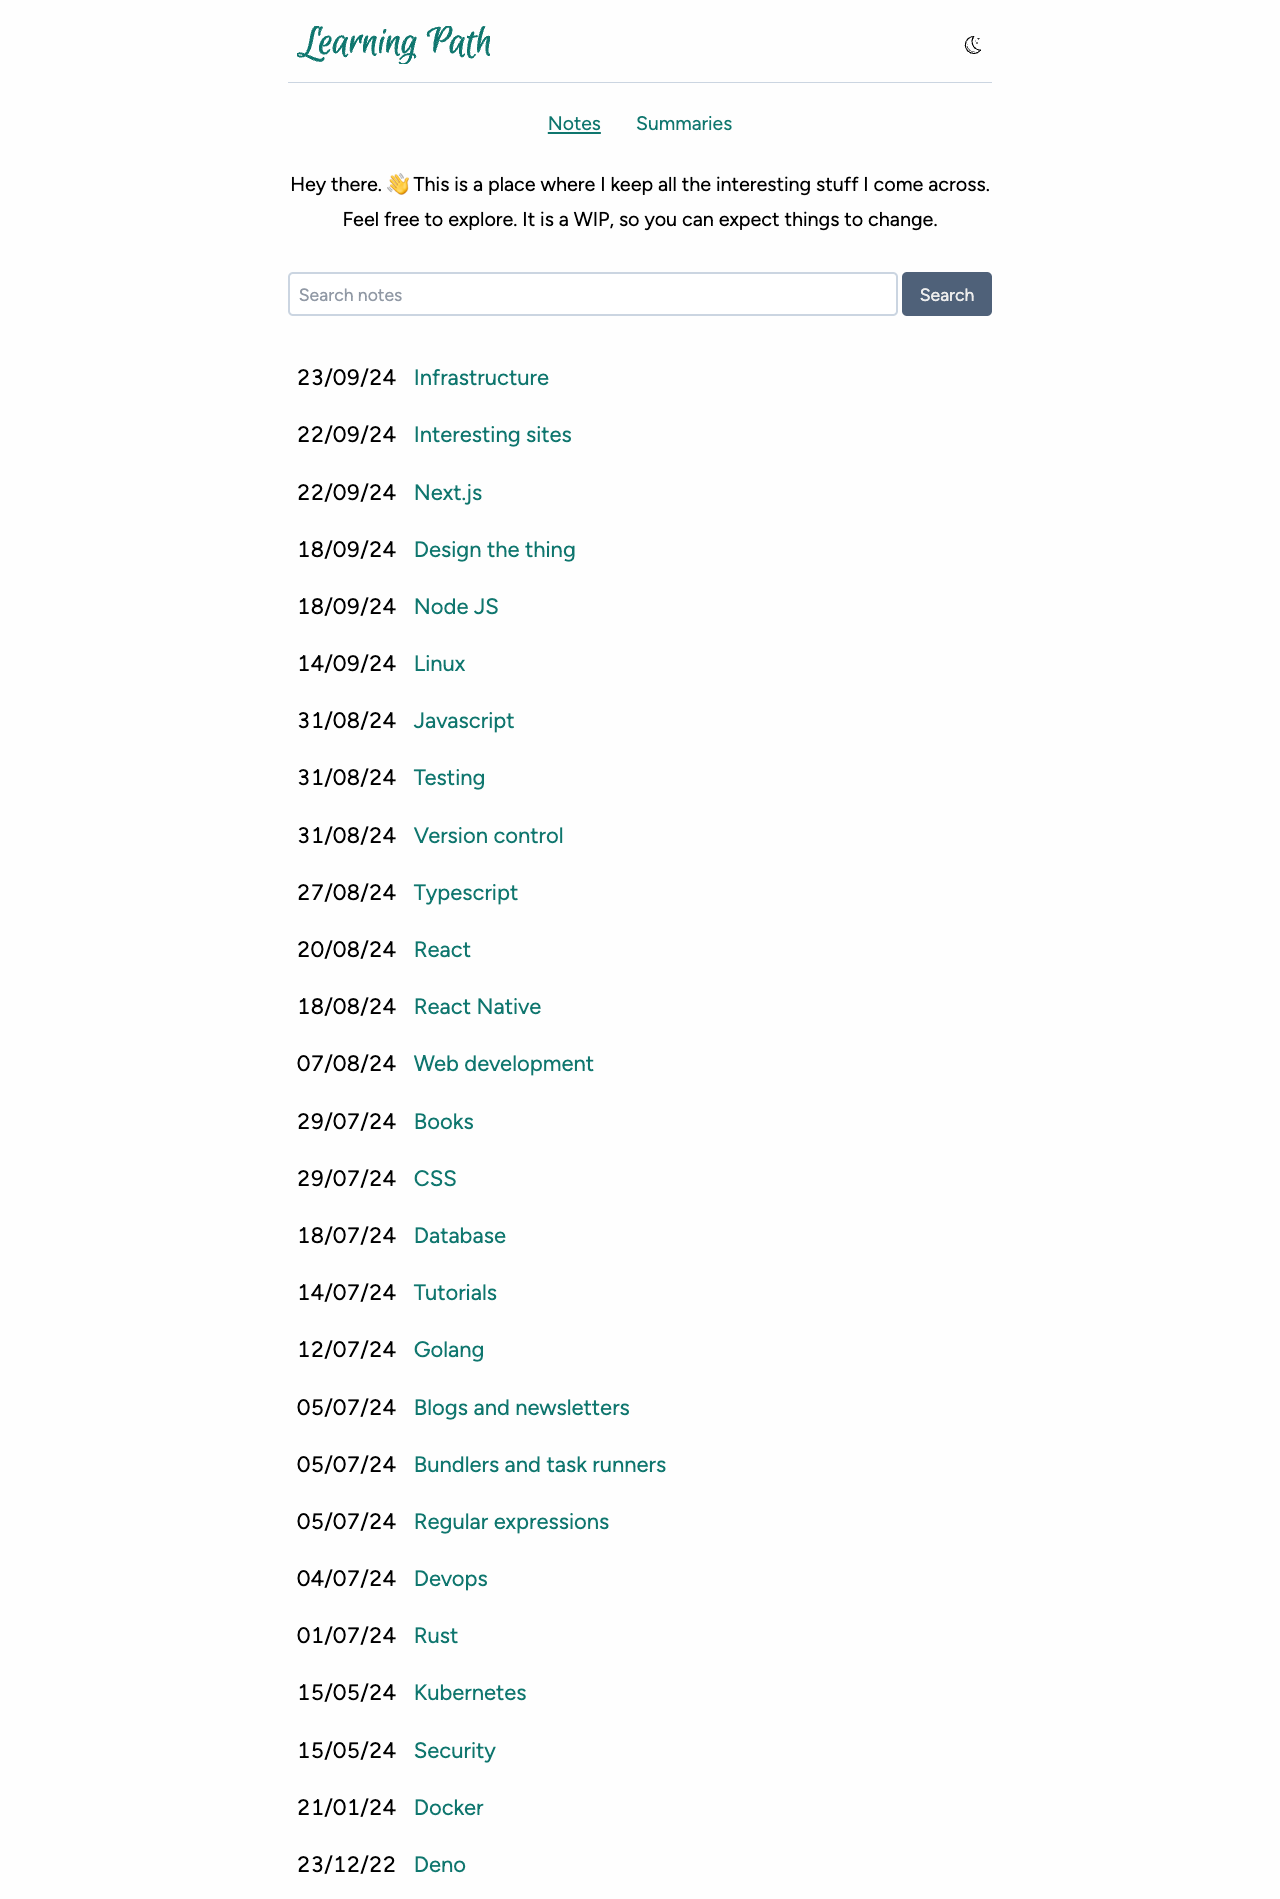 Learning Path
Notes Summaries
Hey there. 👋 This is a place where I keep all the interesting stuff I come across.
Feel free to explore. It is a WIP, so you can expect things to change.
Search notes Search
23/09/24 Infrastructure
22/09/24 Interesting sites
22/09/24 Next.js
18/09/24 Design the thing
18/09/24 Node JS
14/09/24 Linux
31/08/24 Javascript
31/08/24 Testing
31/08/24 Version control
27/08/24 Typescript
20/08/24 React
18/08/24 React Native
07/08/24 Web development
29/07/24 Books
29/07/24 CSS
18/07/24 Database
14/07/24 Tutorials
12/07/24 Golang
05/07/24 Blogs and newsletters
05/07/24 Bundlers and task runners
05/07/24 Regular expressions
04/07/24 Devops
01/07/24 Rust
15/05/24 Kubernetes
15/05/24 Security
21/01/24 Docker
23/12/22 Deno